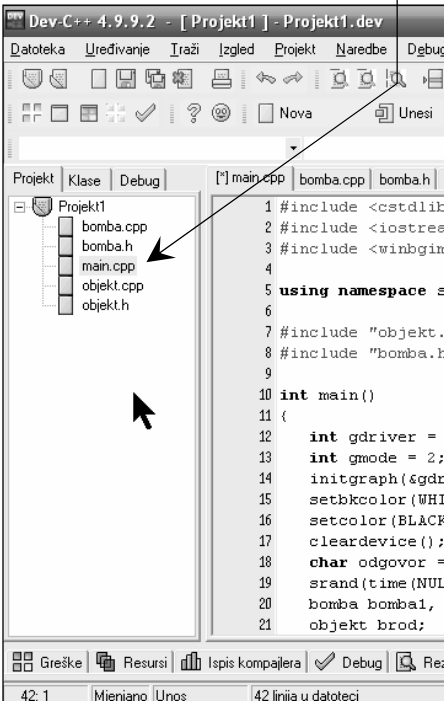 Dev-C++ 4.9.9.2 - [ Projekt1 ] - Projekt1.dev
Datoteka Uređivanje Traži Izgled Projekt Naredbe Debug
Nova Unesi
Projekt Klase Debug
[*] main.cpp bomba.cpp bomba.h
Projekt1
bomba.cpp
bomba.h
main.cpp
objekt.cpp
objekt.h
1 #include <cstdlib
2 #include <iostrea
3 #include <winbgim
4
5 using namespace s
6
7 #include "objekt.
8 #include "bomba.h
9
10 int main()
11 {
12 int gdriver =
13 int gmode = 2;
14 initgraph(&gdr
15 setbkcolor(WHI
16 setcolor(BLACK
17 cleardevice();
18 char odgovor =
19 srand(time(NUL
20 bomba bomba1,
21 objekt brod;
Greške Resursi Ispis kompajlera Debug Rez
42: 1 Mienjano Unos 42 linija u datoteci